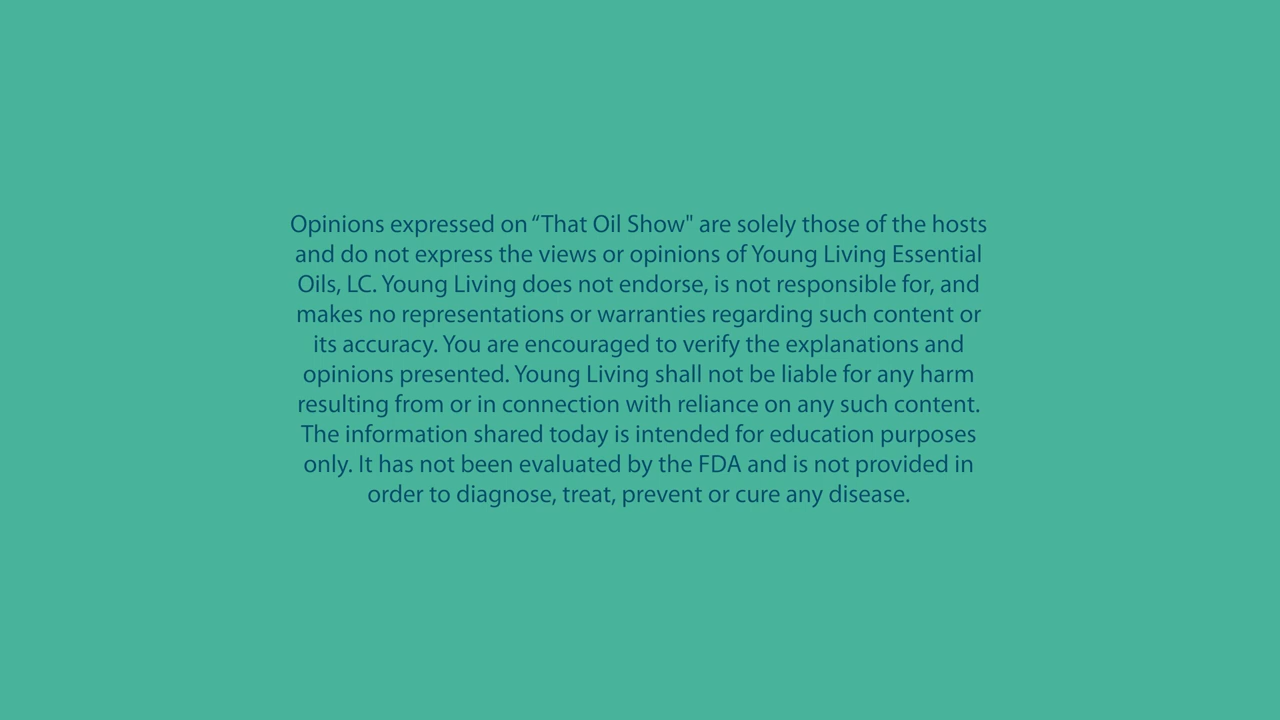 Opinions expressed on “That Oil Show" are solely those of the hosts
and do not express the views or opinions of Young Living Essential
Oils, LC. Young Living does not endorse, is not responsible for, and
makes no representations or warranties regarding such content or
its accuracy. You are encouraged to verify the explanations and
opinions presented. Young Living shall not be liable for any harm
resulting from or in connection with reliance on any such content.
The information shared today is intended for education purposes
only. It has not been evaluated by the FDA and is not provided in
order to diagnose, treat, prevent or cure any disease.